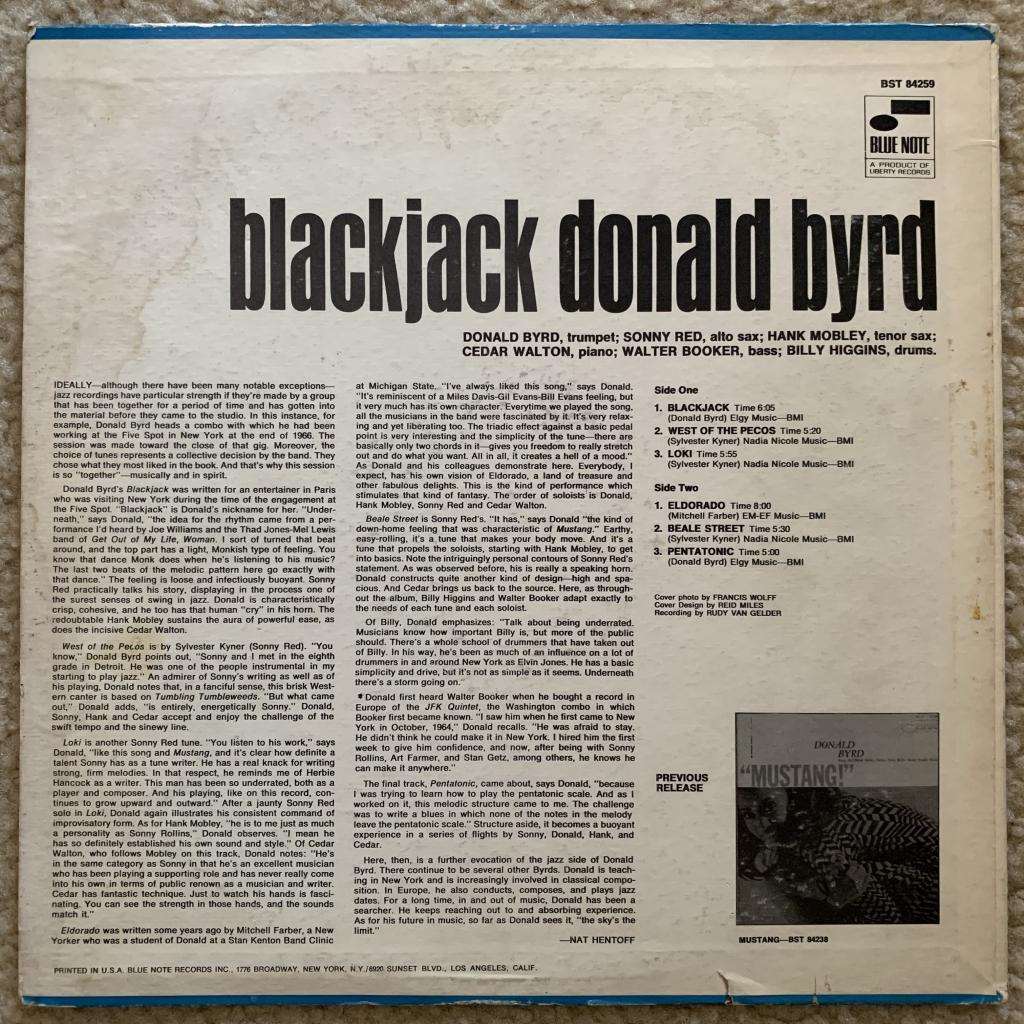 BST 84259
BLUE NOTE
A PRODUCT OF
LIBERTY RECORDS
blackjack donald byrd
DONALD BYRD, trumpet; SONNY RED, alto sax; HANK MOBLEY, tenor sax;
CEDAR WALTON, piano; WALTER BOOKER, bass; BILLY HIGGINS, drums.
IDEALLY—although there have been many notable exceptions—
jazz recordings have particular strength if they're made by a group
that has been together for a period of time and has gotten into
the material before they came to the studio. In this instance, for
example, Donald Byrd heads a combo with which he had been
working at the Five Spot in New York at the end of 1966. The
session was made toward the close of that gig. Moreover, the
choice of tunes represents a collective decision by the band. They
chose what they most liked in the book. And that's why this session
is so "together"—musically and in spirit.
Donald Byrd's Blackjack was written for an entertainer in Paris
who was visiting New York during the time of the engagement at
the Five Spot. "Blackjack" is Donald's nickname for her. "Under-
neath," says Donald, "the idea for the rhythm came from a per-
formance I'd heard by Joe Williams and the Thad Jones-Mel Lewis
band of Get Out of My Life, Woman. I sort of turned that beat
around, and the top part has a light, Monkish type of feeling. You
know that dance Monk does when he's listening to his music?
The last two beats of the melodic pattern here go exactly with
that dance." The feeling is loose and infectiously buoyant. Sonny
Red practically talks his story, displaying in the process one of
the surest senses of swing in jazz. Donald is characteristically
crisp, cohesive, and he too has that human "cry" in his horn. The
redoubtable Hank Mobley sustains the aura of powerful ease, as
does the incisive Cedar Walton.
West of the Pecos is by Sylvester Kyner (Sonny Red). "You
know," Donald Byrd points out, "Sonny and I met in the eighth
grade in Detroit. He was one of the people instrumental in my
starting to play jazz." An admirer of Sonny's writing as well as of
his playing, Donald notes that, in a fanciful sense, this brisk West-
ern canter is based on Tumbling Tumbleweeds. "But what came
out," Donald adds, "is entirely, energetically Sonny." Donald,
Sonny, Hank and Cedar accept and enjoy the challenge of the
swift tempo and the sinewy line.
Loki is another Sonny Red tune. "You listen to his work," says
Donald, "like this song and Mustang, and it's clear how definite a
talent Sonny has as a tune writer. He has a real knack for writing
strong, firm melodies. In that respect, he reminds me of Herbie
Hancock as a writer. This man has been so underrated, both as a
player and composer. And his playing, like on this record, con-
tinues to grow upward and outward." After a jaunty Sonny Red
solo in Loki, Donald again illustrates his consistent command of
improvisatory form. As for Hank Mobley, "he is to me just as much
a personality as Sonny Rollins," Donald observes. "I mean he
has so definitely established his own sound and style." Of Cedar
Walton, who follows Mobley on this track, Donald notes: "He's
in the same category as Sonny in that he's an excellent musician
who has been playing a supporting role and has never really come
into his own in terms of public renown as a musician and writer.
Cedar has fantastic technique. Just to watch his hands is fasci-
nating. You can see the strength in those hands, and the sounds
match it."
Eldorado was written some years ago by Mitchell Farber, a New
Yorker who was a student of Donald at a Stan Kenton Band Clinic
at Michigan State. "I've always liked this song," says Donald.
"It's reminiscent of a Miles Davis-Gil Evans-Bill Evans feeling, but
it very much has its own character. Everytime we played the song,
all the musicians in the band were fascinated by it. It's very relax-
ing and yet liberating too. The triadic effect against a basic pedal
point is very interesting and the simplicity of the tune—there are
basically only two chords in it—gives you freedom to really stretch
out and do what you want. All in all, it creates a hell of a mood."
As Donald and his colleagues demonstrate here. Everybody, I
expect, has his own vision of Eldorado, a land of treasure and
other fabulous delights. This is the kind of performance which
stimulates that kind of fantasy. The order of soloists is Donald,
Hank Mobley, Sonny Red and Cedar Walton.
Beale Street is Sonny Red's. "It has," says Donald "the kind of
down-home feeling that was characteristic of Mustang." Earthy,
easy-rolling, it's a tune that makes your body move. And it's a
tune that propels the soloists, starting with Hank Mobley, to get
into basics. Note the intriguingly personal contours of Sonny Red's
statement. As was observed before, his is really a speaking horn.
Donald constructs quite another kind of design—high and spa-
cious. And Cedar brings us back to the source. Here, as through-
out the album, Billy Higgins and Walter Booker adapt exactly to
the needs of each tune and each soloist.
Of Billy, Donald emphasizes: "Talk about being underrated.
Musicians know how important Billy is, but more of the public
should. There's a whole school of drummers that have taken out
of Billy. In his way, he's been as much of an influence on a lot of
drummers in and around New York as Elvin Jones. He has a basic
simplicity and drive, but it's not as simple as it seems. Underneath
there's a storm going on."
Donald first heard Walter Booker when he bought a record in
Europe of the JFK Quintet, the Washington combo in which
Booker first became known. "I saw him when he first came to New
York in October, 1964," Donald recalls. "He was afraid to stay.
He didn't think he could make it in New York. I hired him the first
week to give him confidence, and now, after being with Sonny
Rollins, Art Farmer, and Stan Getz, among others, he knows he
can make it anywhere."
The final track, Pentatonic, came about, says Donald, "because
I was trying to learn how to play the pentatonic scale. And as I
worked on it, this melodic structure came to me. The challenge
was to write a blues in which none of the notes in the melody
leave the pentatonic scale." Structure aside, it becomes a buoyant
experience in a series of flights by Sonny, Donald, Hank, and
Cedar.
Here, then, is a further evocation of the jazz side of Donald
Byrd. There continue to be several other Byrds. Donald is teach-
ing in New York and is increasingly involved in classical compo-
sition. In Europe, he also conducts, composes, and plays jazz
dates. For a long time, in and out of music, Donald has been a
searcher. He keeps reaching out to and absorbing experience.
As for his future in music, so far as Donald sees it, "the sky's the
limit."
—NAT HENTOFF
Side One
1. BLACKJACK Time 6:05
(Donald Byrd) Elgy Music—BMI
2. WEST OF THE PECOS Time 5:20
(Sylvester Kyner) Nadia Nicole Music—BMI
3. LOKI Time 5:55
(Sylvester Kyner) Nadia Nicole Music—BMI
Side Two
1. ELDORADO Time 8:00
(Mitchell Farber) EM-EF Music—BMI
2. BEALE STREET Time 5:30
(Sylvester Kyner) Nadia Nicole Music—BMI
3. PENTATONIC Time 5:00
(Donald Byrd) Elgy Music—BMI
Cover photo by FRANCIS WOLFF
Cover Design by REID MILES
Recording by RUDY VAN GELDER
PREVIOUS
RELEASE
DONALD
BYRD
"MUSTANG!"
MUSTANG—BST 84238
PRINTED IN U.S.A. BLUE NOTE RECORDS INC., 1776 BROADWAY, NEW YORK, N.Y./6920 SUNSET BLVD., LOS ANGELES, CALIF.